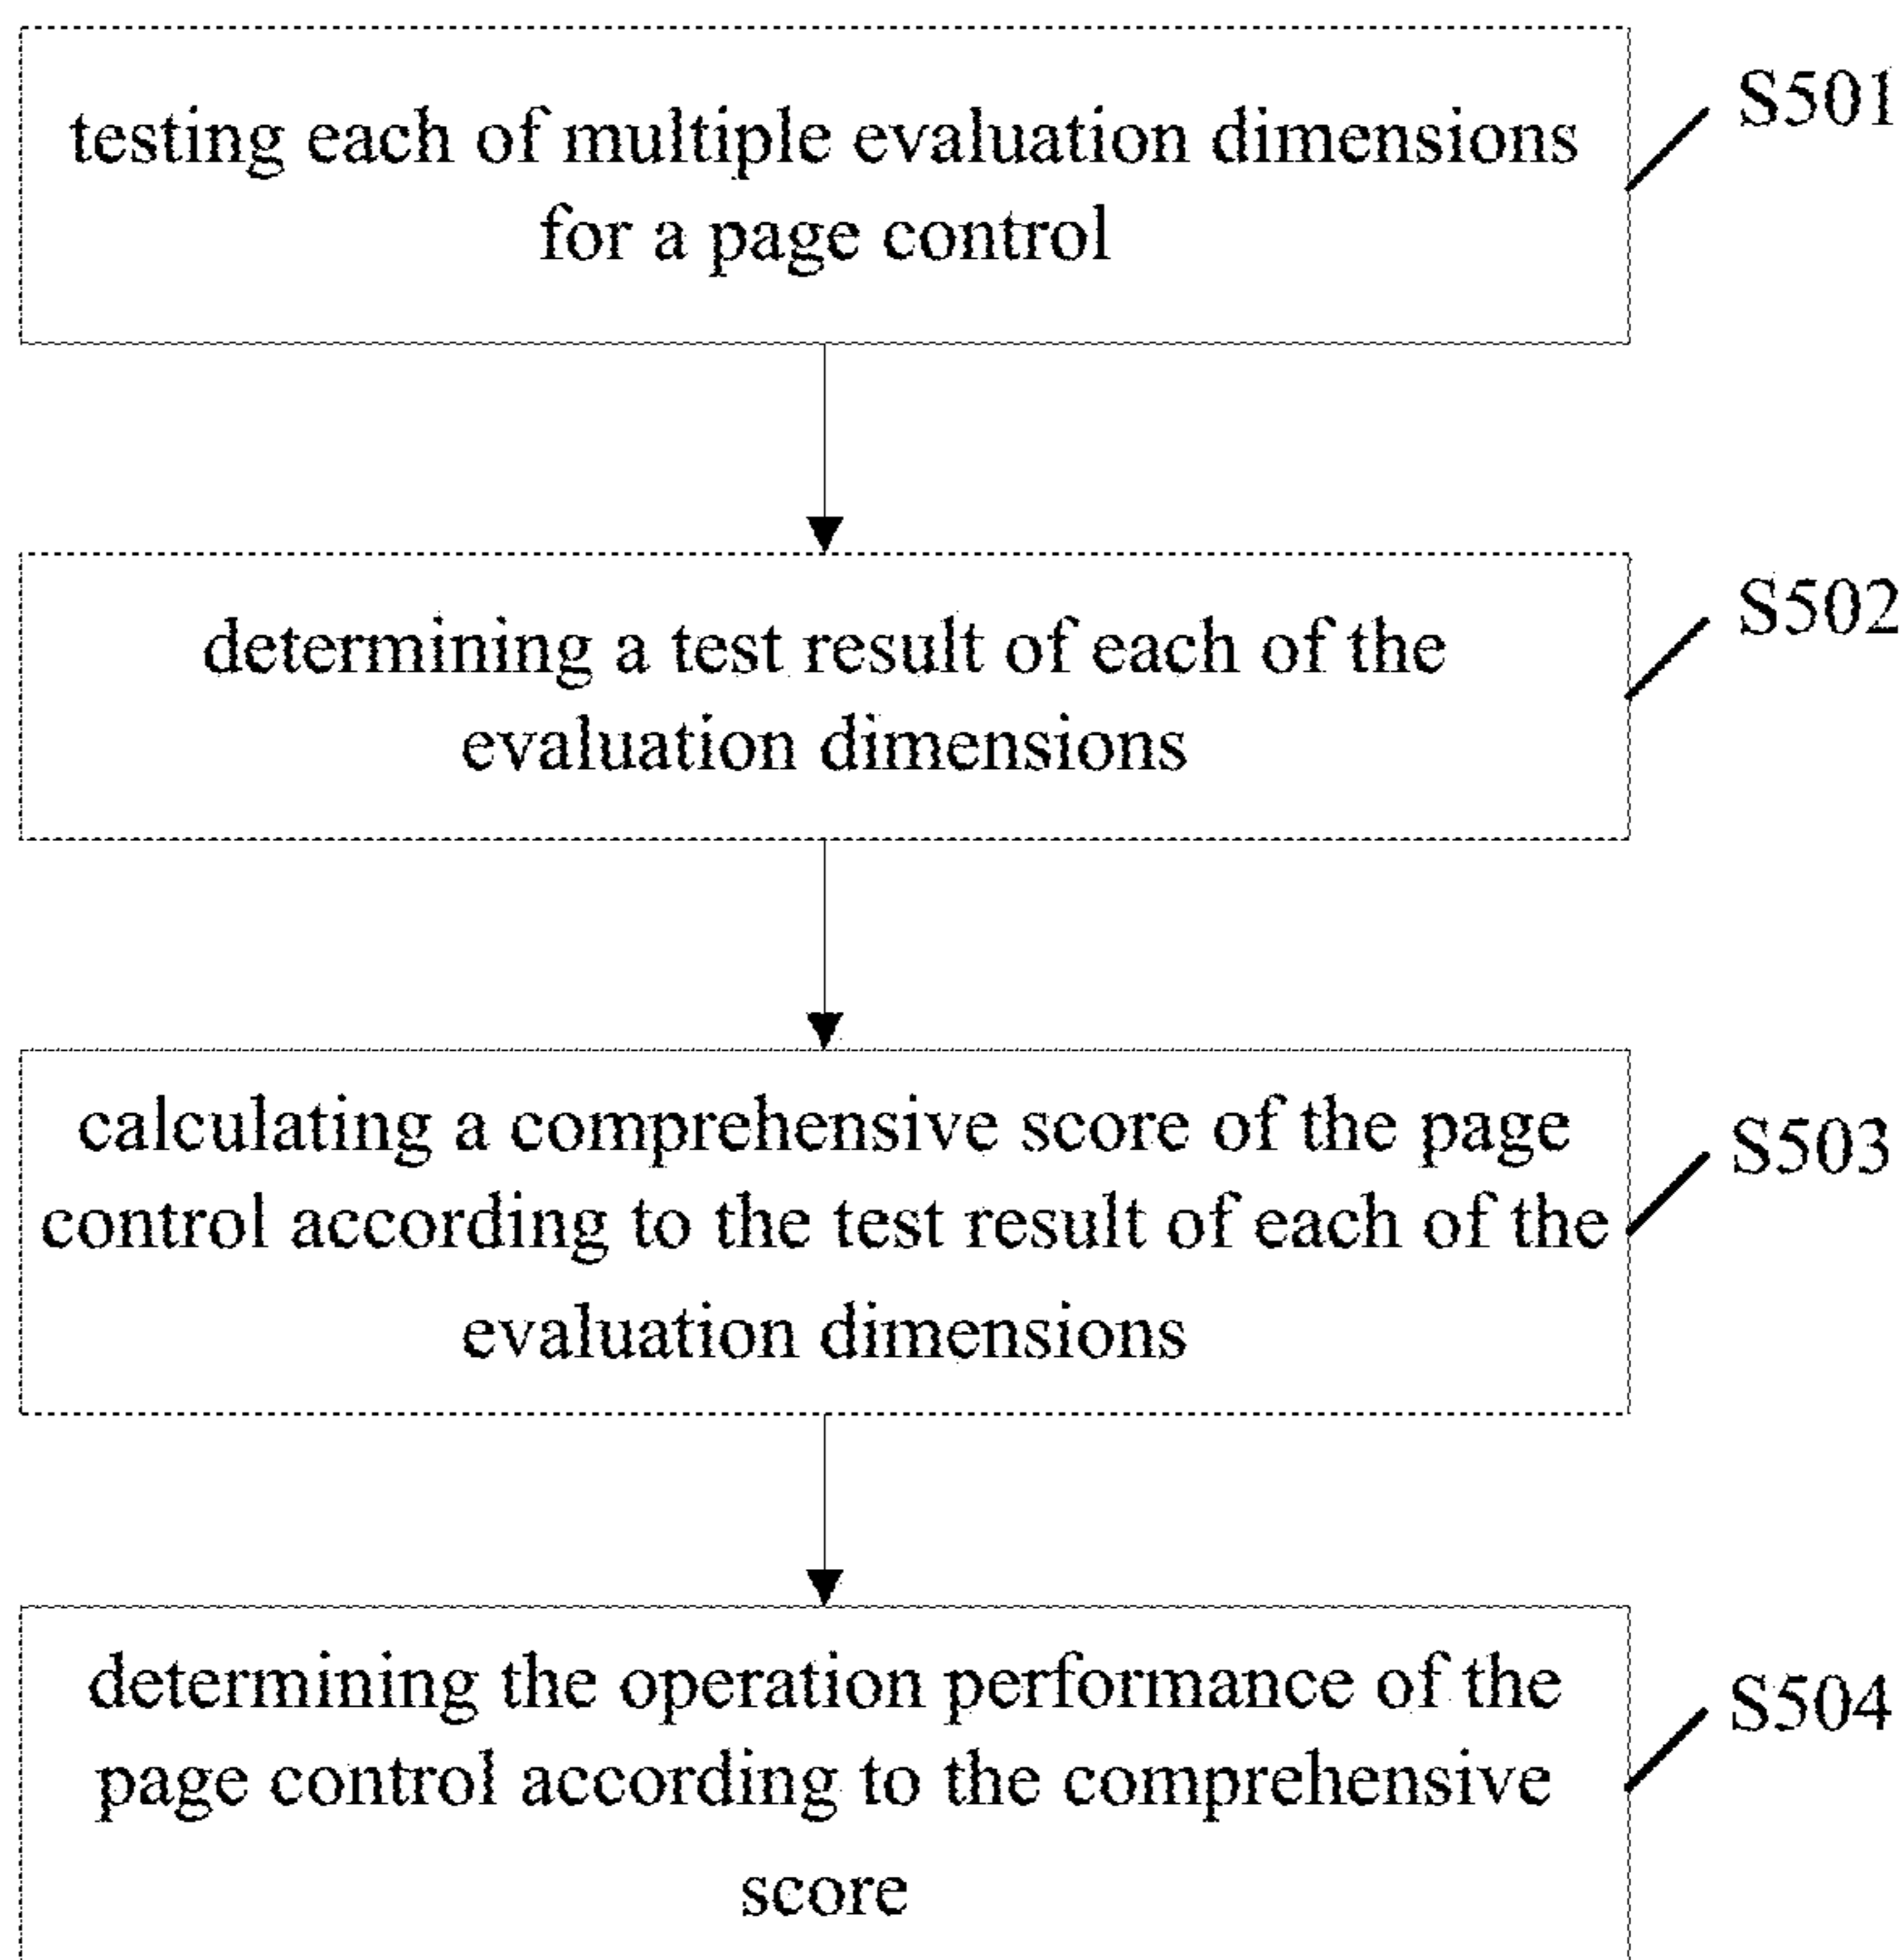 testing each of multiple evaluation dimensions
for a page control
S501
determining a test result of each of the
evaluation dimensions
S502
calculating a comprehensive score of the page
control according to the test result of each of the
evaluation dimensions
S503
determining the operation performance of the
page control according to the comprehensive
score
S504